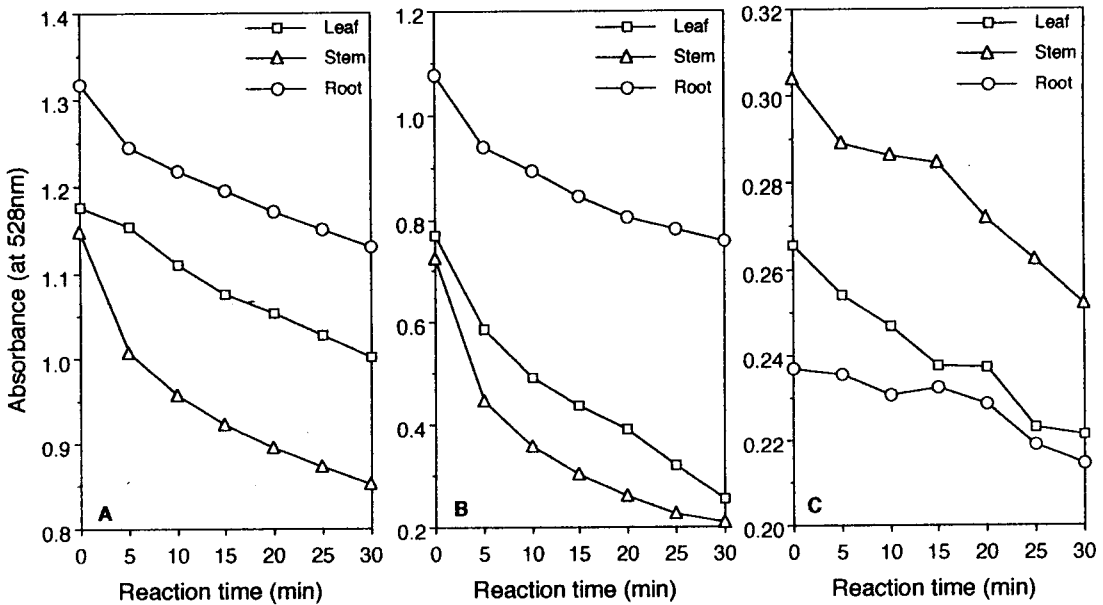 Absorbance (at 528nm)
1.4
1.3
1.2
1.1
1.0
0.9
0.8
Leaf
Stem
Root
A
0 5 10 15 20 25 30
Reaction time (min)
1.2
1.0
0.8
0.6
0.4
0.2
Leaf
Stem
Root
B
0 5 10 15 20 25 30
Reaction time (min)
0.32
0.30
0.28
0.26
0.24
0.22
0.20
Leaf
Stem
Root
C
0 5 10 15 20 25 30
Reaction time (min)